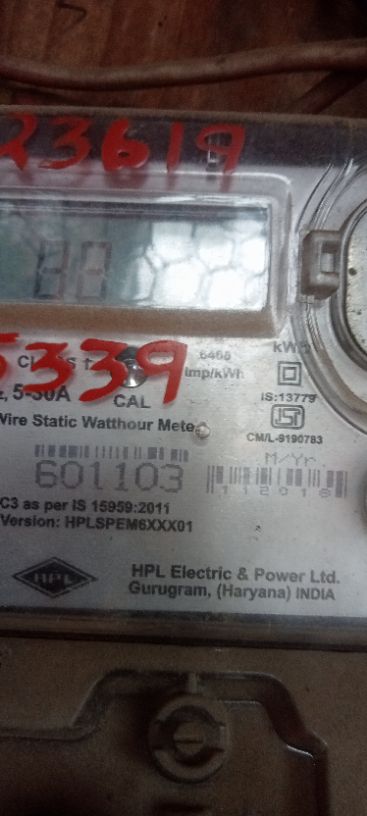 23619
5339
6400
imp/kWh
kWh
5-30A
CAL
IS:13779
Wire Static Watthour Mete
CM/L-9190783
M/Yr
601103
112018
C3 as per IS 15959:2011
Version: HPLSPEM6XXX01
HPL
HPL Electric & Power Ltd.
Gurugram, (Haryana) INDIA